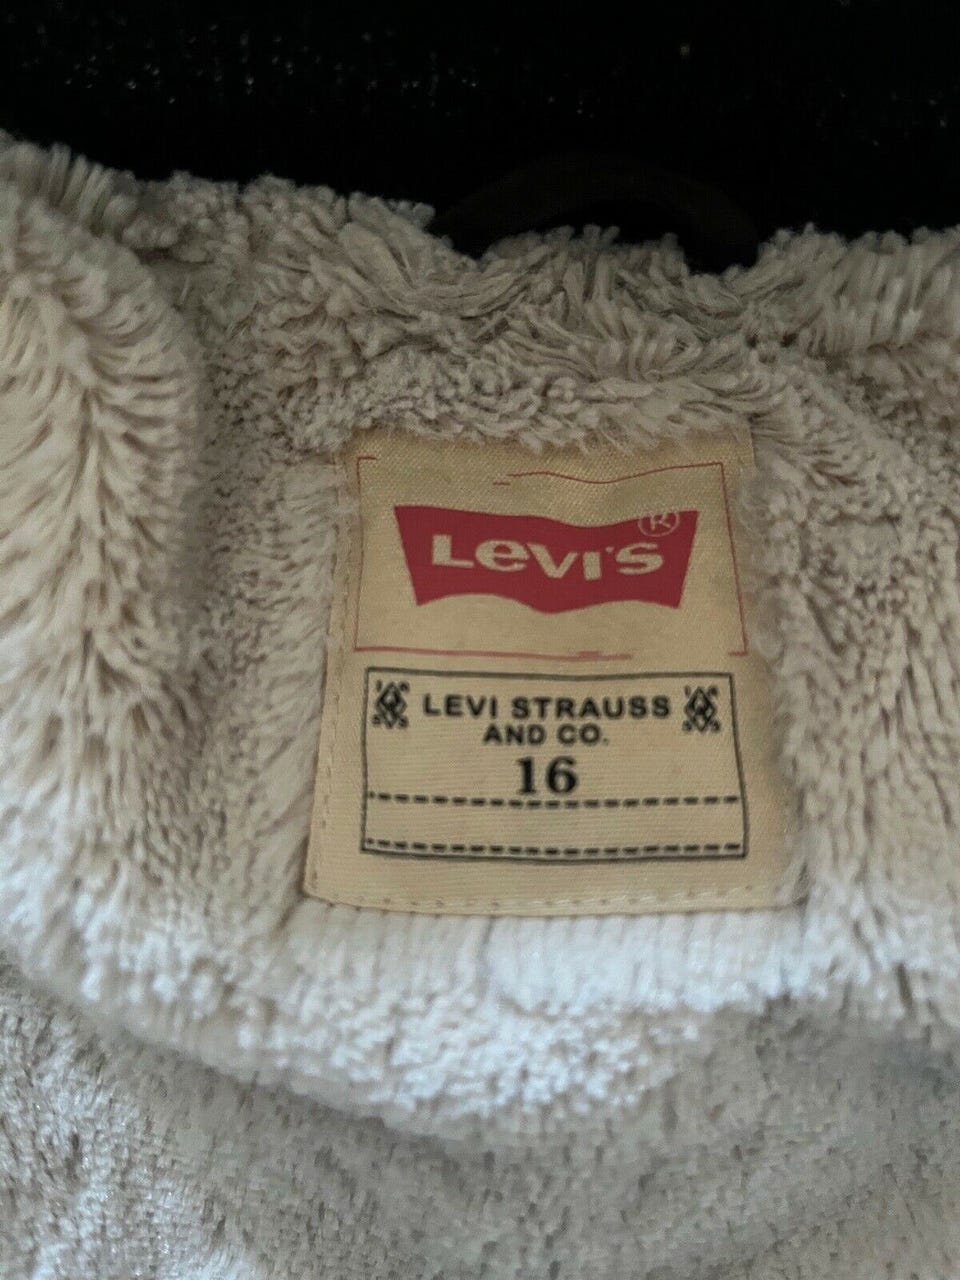 LEVI'S®
LEVI STRAUSS
AND CO.
16